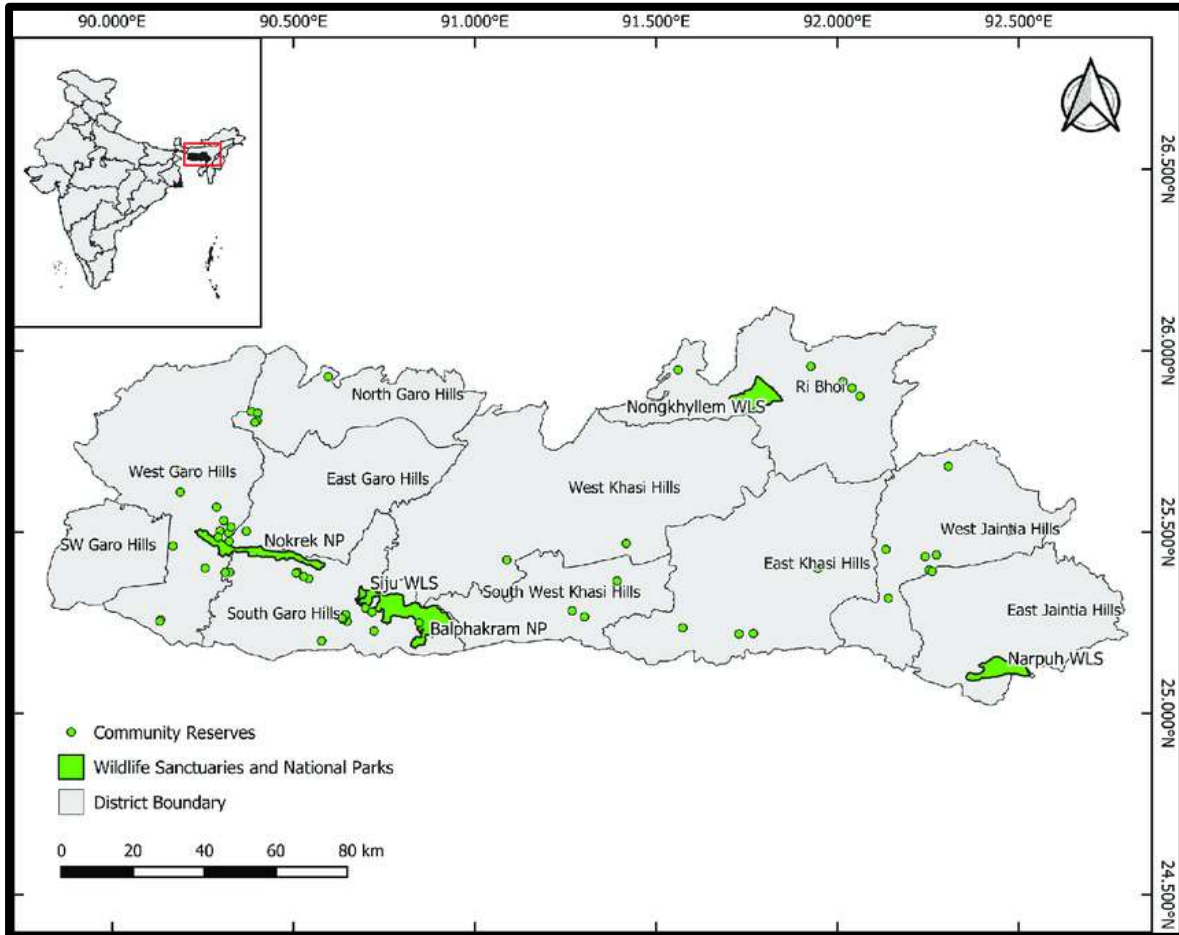 90.000°E 90.500°E 91.000°E 91.500°E 92.000°E 92.500°E
26.500°N
26.000°N
25.500°N
25.000°N
24.500°N
North Garo Hills
Ri Bhoi
Nongkhyllem WLS
West Garo Hills
East Garo Hills
West Khasi Hills
West Jaintia Hills
SW Garo Hills
Nokrek NP
East Khasi Hills
Siju WLS
South West Khasi Hills
South Garo Hills
East Jaintia Hills
Balphakram NP
Narpuh WLS
Community Reserves
Wildlife Sanctuaries and National Parks
District Boundary
0 20 40 60 80 km